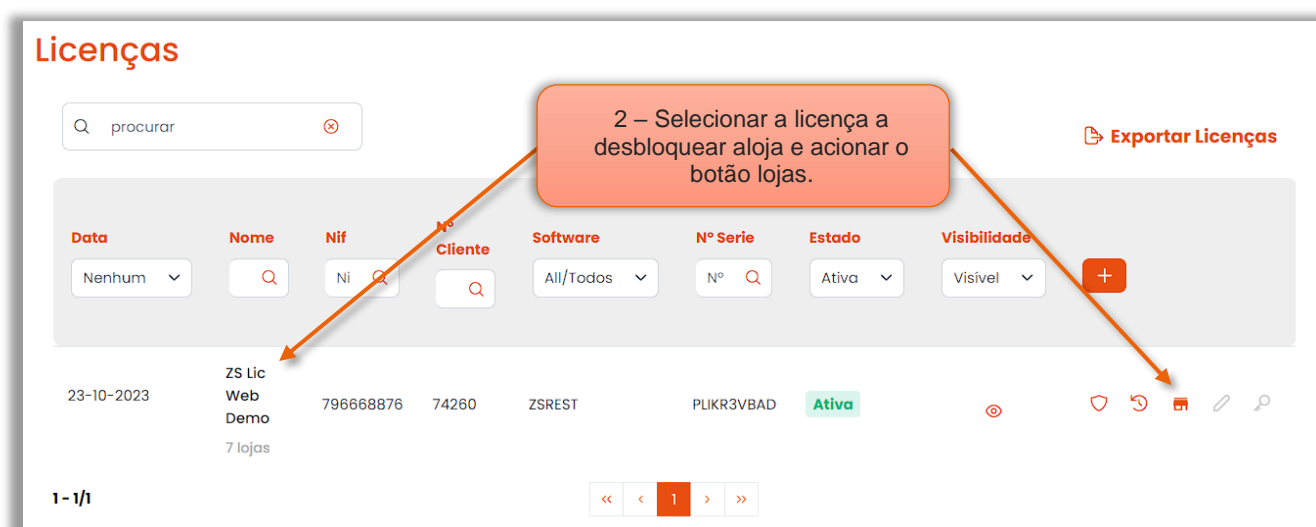 Licenças
procurar
2 – Selecionar a licença a
desbloquear aloja e acionar o
botão lojas.
Exportar Licenças
Data
Nome
Nif
Nº
Cliente
Software
Nº Serie
Estado
Visibilidade
Nenhum
Ni
All/Todos
Nº
Ativa
Visível
+
23-10-2023
ZS Lic
Web
Demo
7 lojas
796668876
74260
ZSREST
PLIKR3VBAD
Ativa
1 - 1/1
<< < 1 > >>